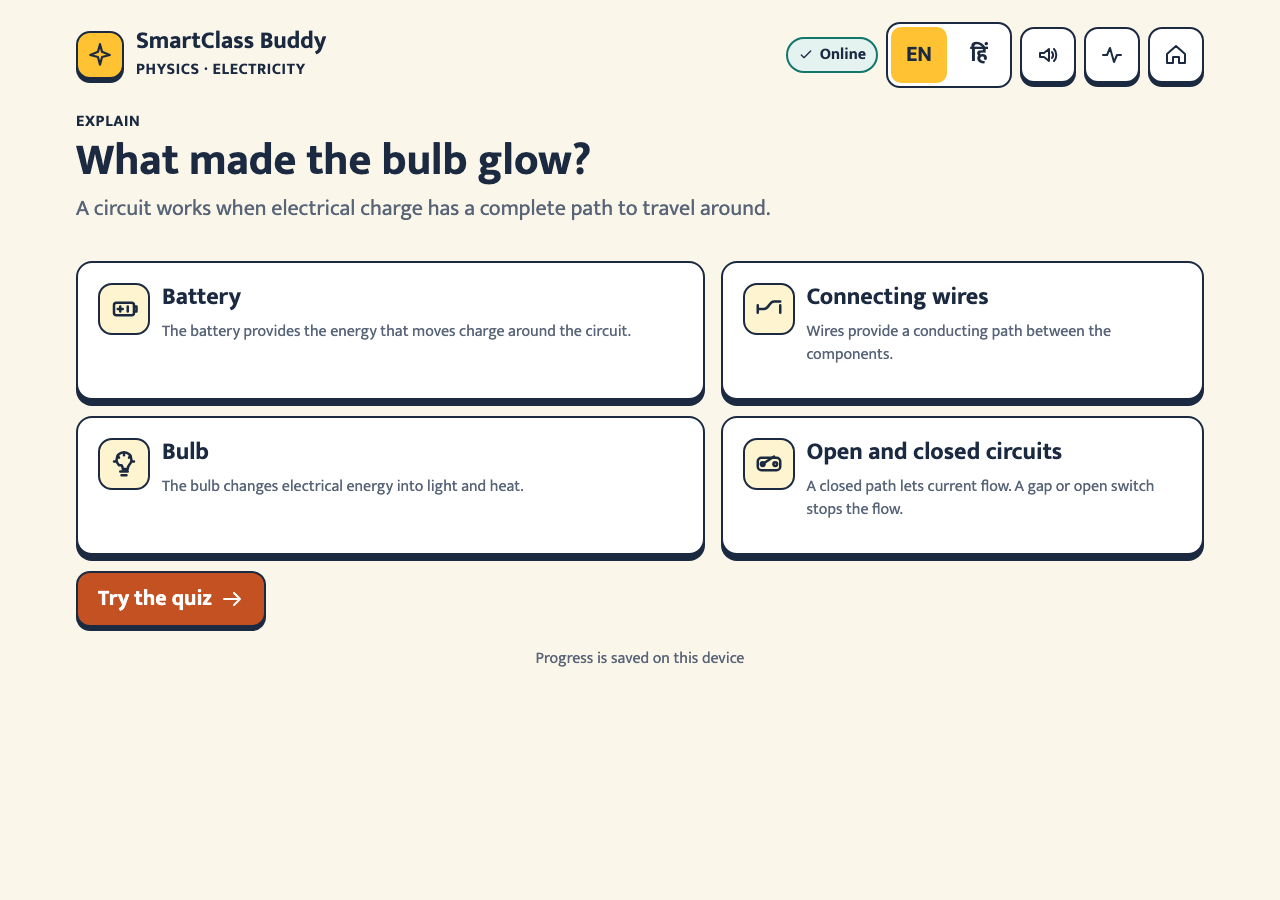 SmartClass Buddy
PHYSICS · ELECTRICITY
Online
EN
हिं
EXPLAIN
What made the bulb glow?
A circuit works when electrical charge has a complete path to travel around.
Battery
The battery provides the energy that moves charge around the circuit.
Connecting wires
Wires provide a conducting path between the
components.
Bulb
The bulb changes electrical energy into light and heat.
Open and closed circuits
A closed path lets current flow. A gap or open switch
stops the flow.
Try the quiz →
Progress is saved on this device